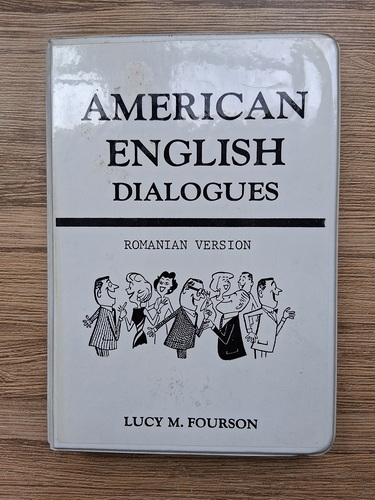 AMERICAN
ENGLISH
DIALOGUES
ROMANIAN VERSION
LUCY M. FOURSON